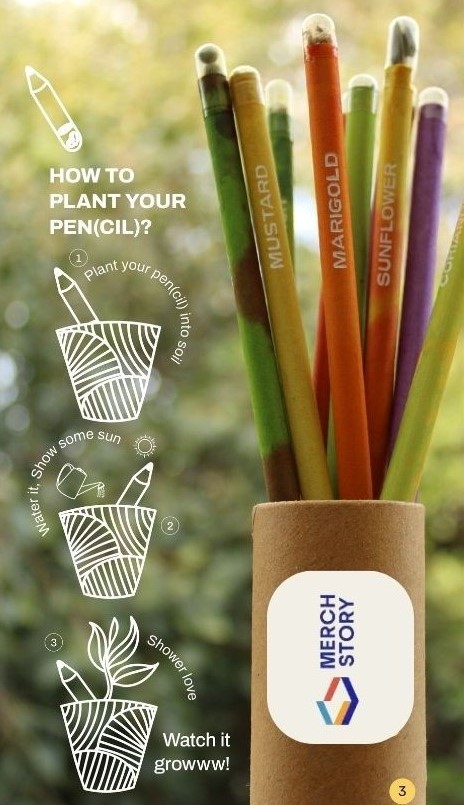 HOW TO
PLANT YOUR
PEN(CIL)?
1
Plant your pen(cil) into soil
Water it, Show some sun
2
3
Shower love
Watch it
growww!
MUSTARD
MARIGOLD
SUNFLOWER
MERCH
STORY
3